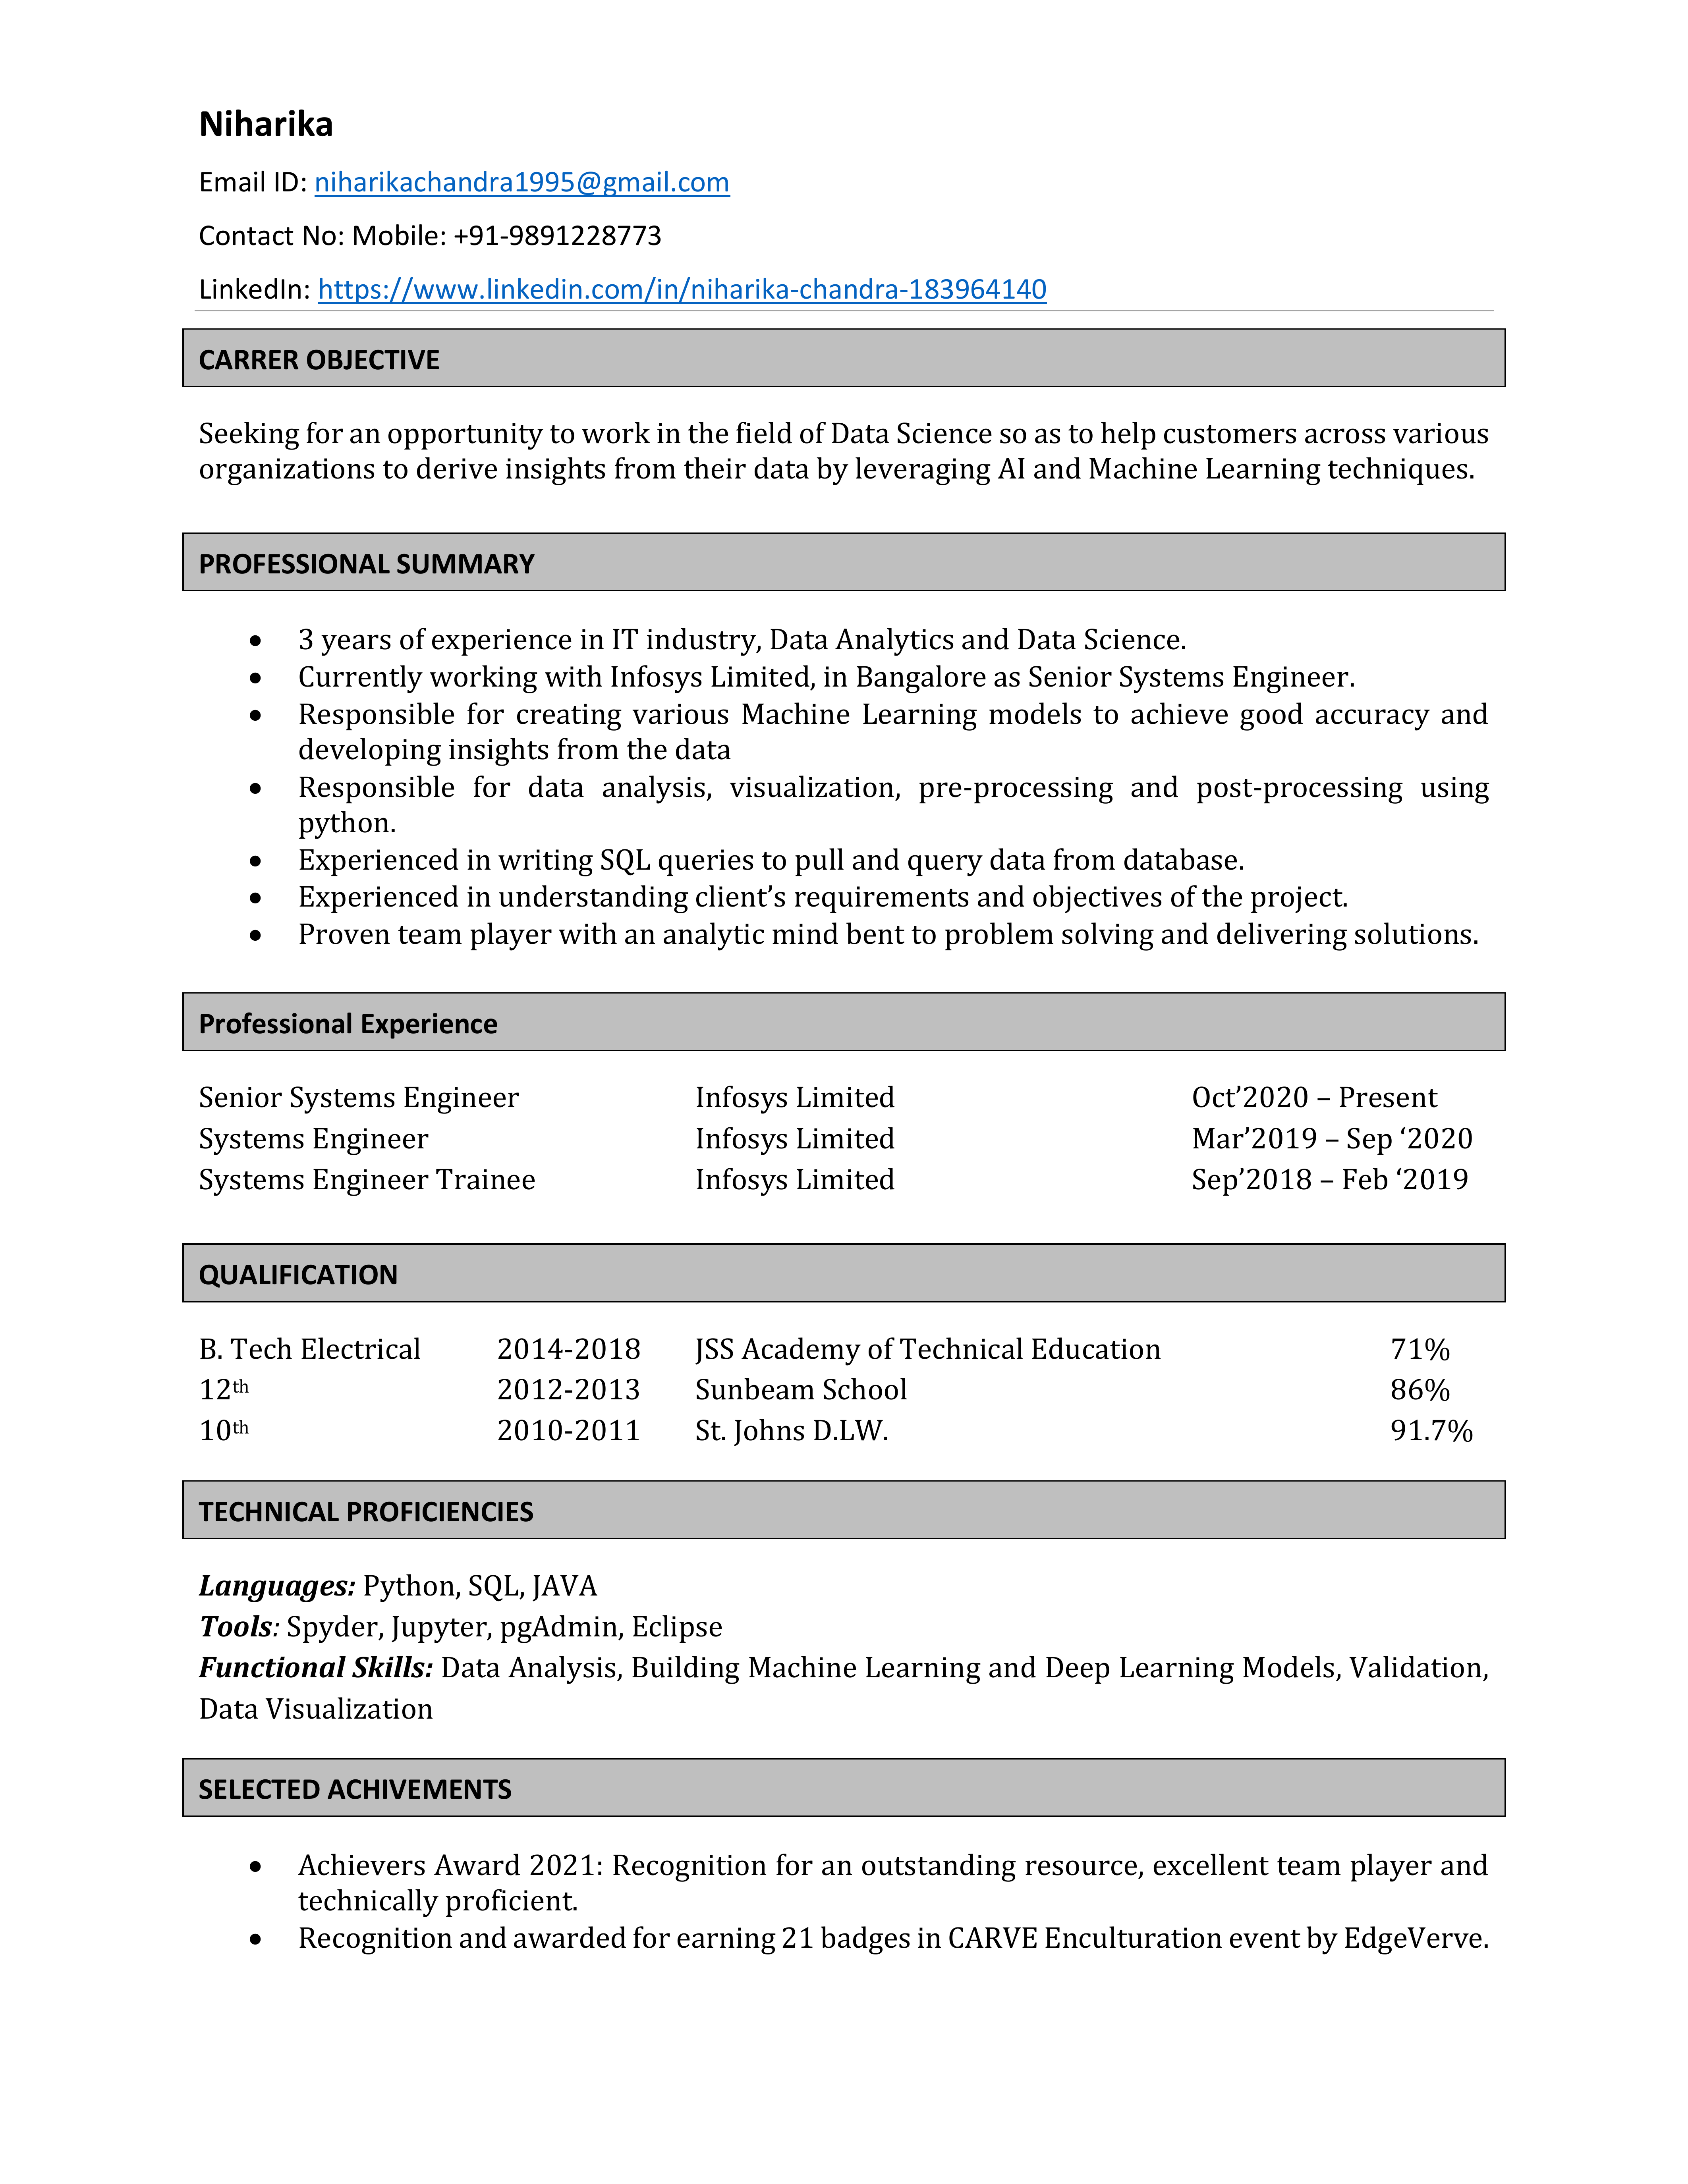 Niharika
Email ID: niharikachandra1995@gmail.com
Contact No: Mobile: +91-9891228773
LinkedIn: https://www.linkedin.com/in/niharika-chandra-183964140
CARRER OBJECTIVE
Seeking for an opportunity to work in the field of Data Science so as to help customers across various
organizations to derive insights from their data by leveraging AI and Machine Learning techniques.
PROFESSIONAL SUMMARY
• 3 years of experience in IT industry, Data Analytics and Data Science.
• Currently working with Infosys Limited, in Bangalore as Senior Systems Engineer.
• Responsible for creating various Machine Learning models to achieve good accuracy and
developing insights from the data
• Responsible for data analysis, visualization, pre-processing and post-processing using
python.
• Experienced in writing SQL queries to pull and query data from database.
• Experienced in understanding client’s requirements and objectives of the project.
• Proven team player with an analytic mind bent to problem solving and delivering solutions.
Professional Experience
Senior Systems Engineer Infosys Limited Oct’2020 – Present
Systems Engineer Infosys Limited Mar’2019 – Sep ‘2020
Systems Engineer Trainee Infosys Limited Sep’2018 – Feb ‘2019
QUALIFICATION
B. Tech Electrical 2014-2018 JSS Academy of Technical Education 71%
12th 2012-2013 Sunbeam School 86%
10th 2010-2011 St. Johns D.LW. 91.7%
TECHNICAL PROFICIENCIES
Languages: Python, SQL, JAVA
Tools: Spyder, Jupyter, pgAdmin, Eclipse
Functional Skills: Data Analysis, Building Machine Learning and Deep Learning Models, Validation,
Data Visualization
SELECTED ACHIVEMENTS
• Achievers Award 2021: Recognition for an outstanding resource, excellent team player and
technically proficient.
• Recognition and awarded for earning 21 badges in CARVE Enculturation event by EdgeVerve.